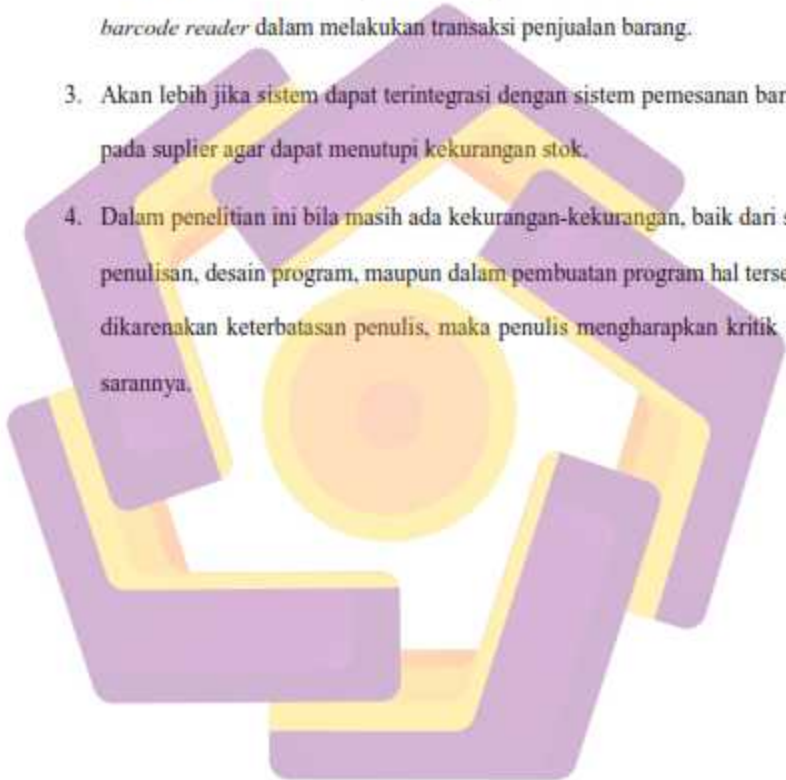 barcode reader dalam melakukan transaksi penjualan barang.
3. Akan lebih jika sistem dapat terintegrasi dengan sistem pemesanan
pada suplier agar dapat menutupi kekurangan stok.
4. Dalam penelitian ini bila masih ada kekurangan-kekurangan, baik dari
penulisan, desain program, maupun dalam pembuatan program hal
dikarenakan keterbatasan penulis, maka penulis mengharapkan kritik
sarannya.